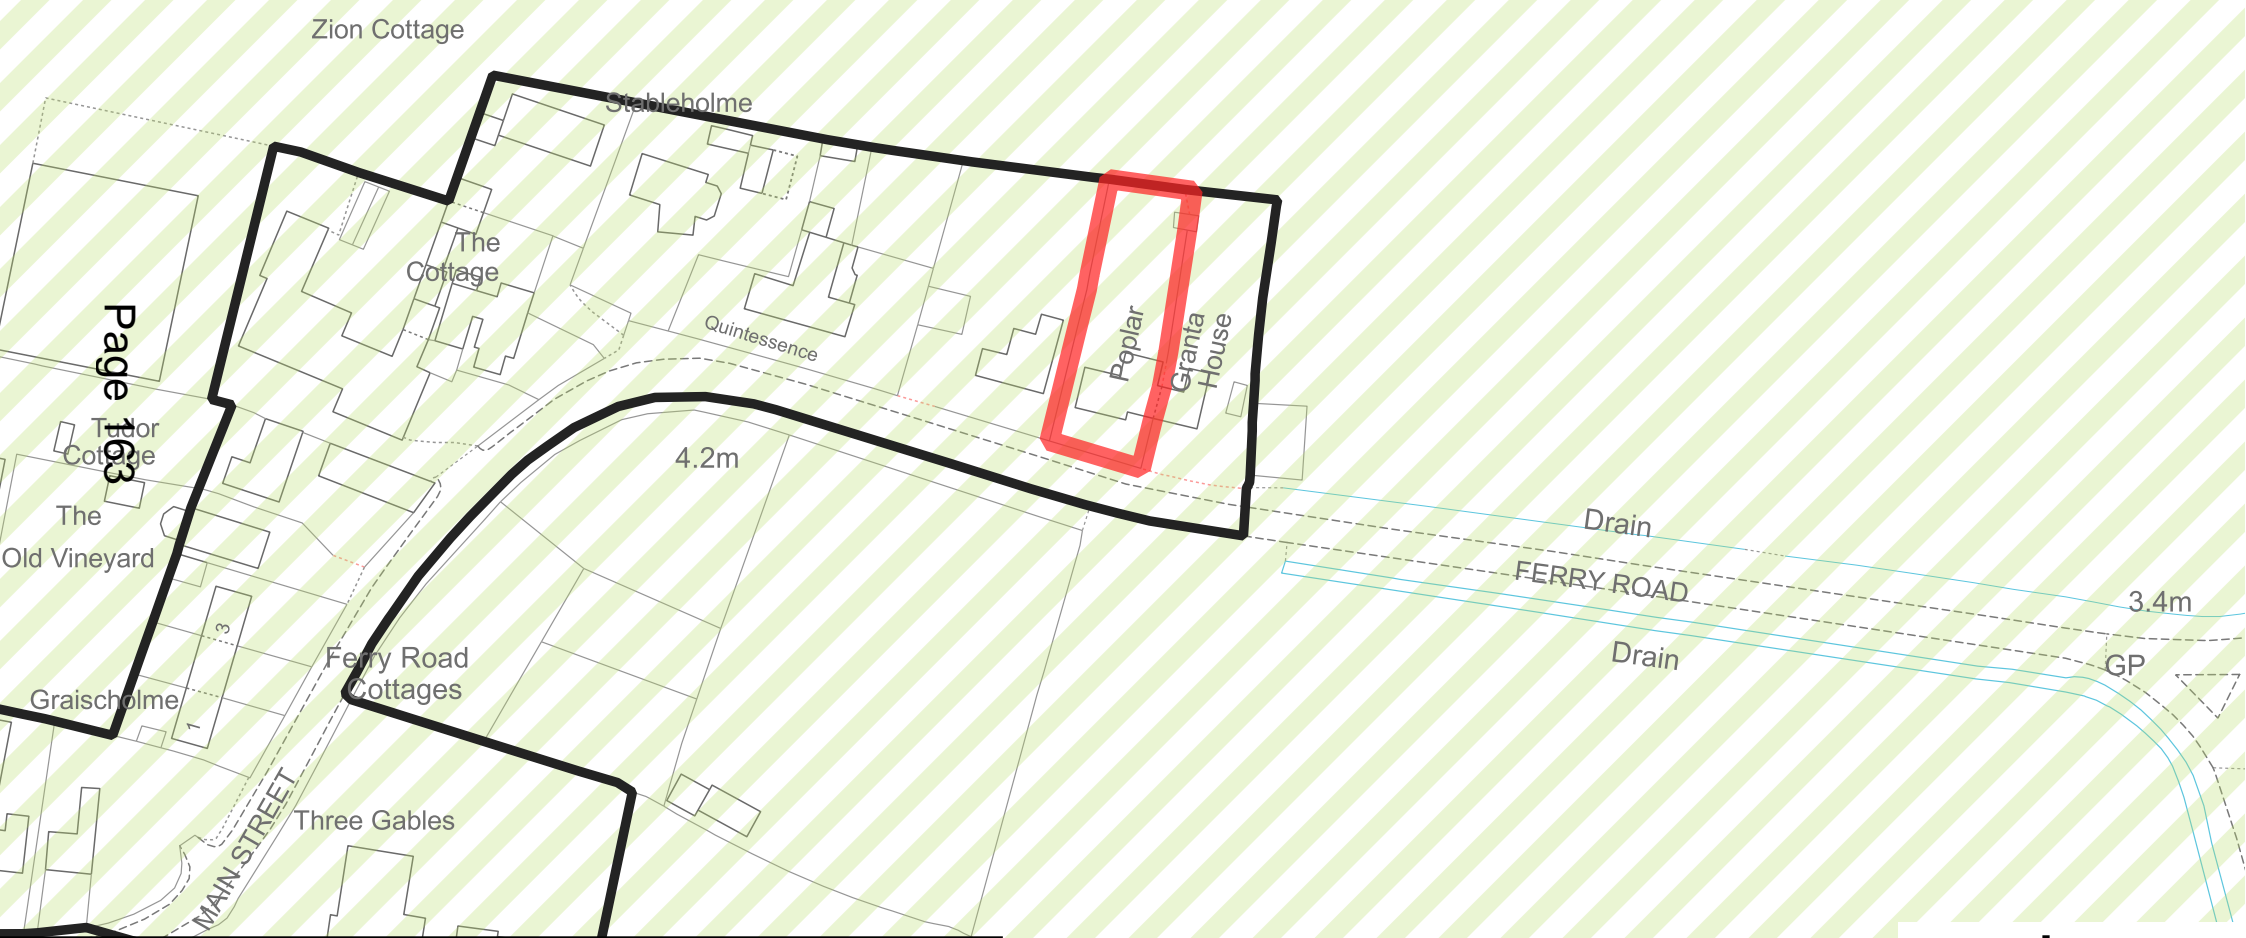 Zion Cottage
Stableholme
The
Cottage
Quintessence
Poplar
Granta
House
Page 163
Tudor
Cottage
4.2m
The
Old Vineyard
Drain
FERRY ROAD
3.4m
Drain
GP
3
Ferry Road
Cottages
Graischolme
1
Three Gables
MAIN STREET